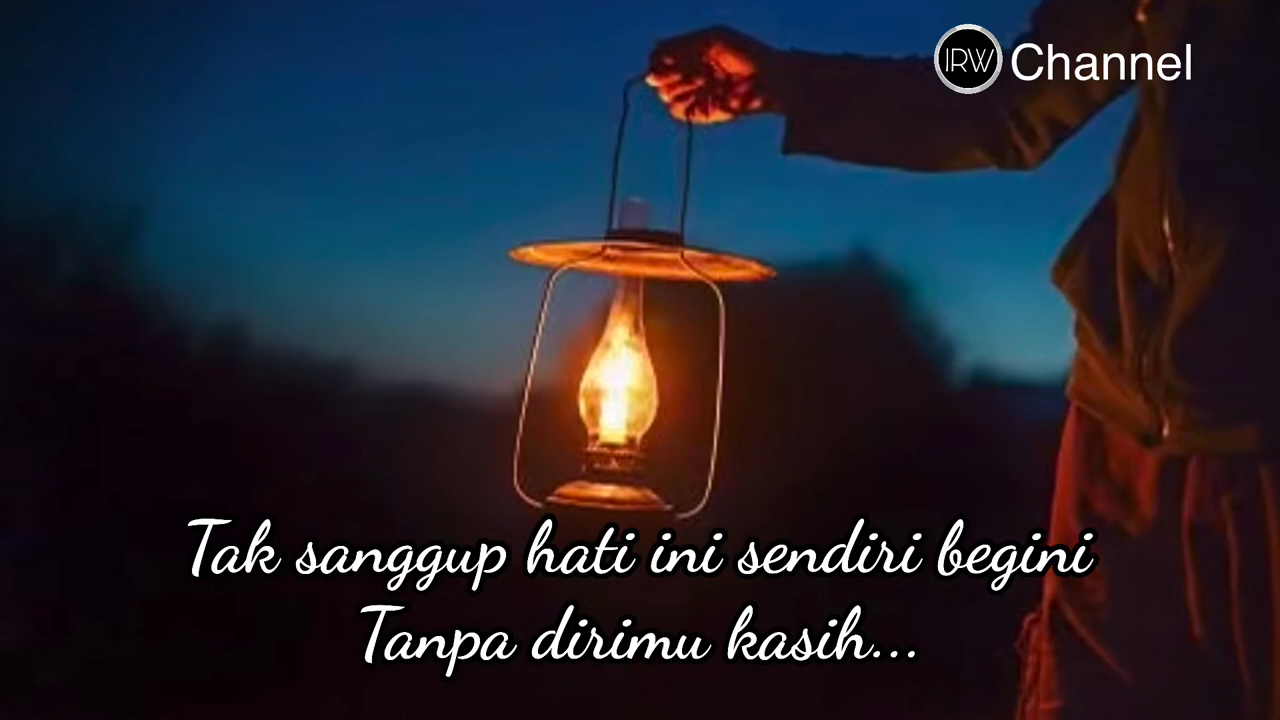 IRW Channel
Tak sanggup hati ini sendiri begini
Tanpa dirimu kasih...